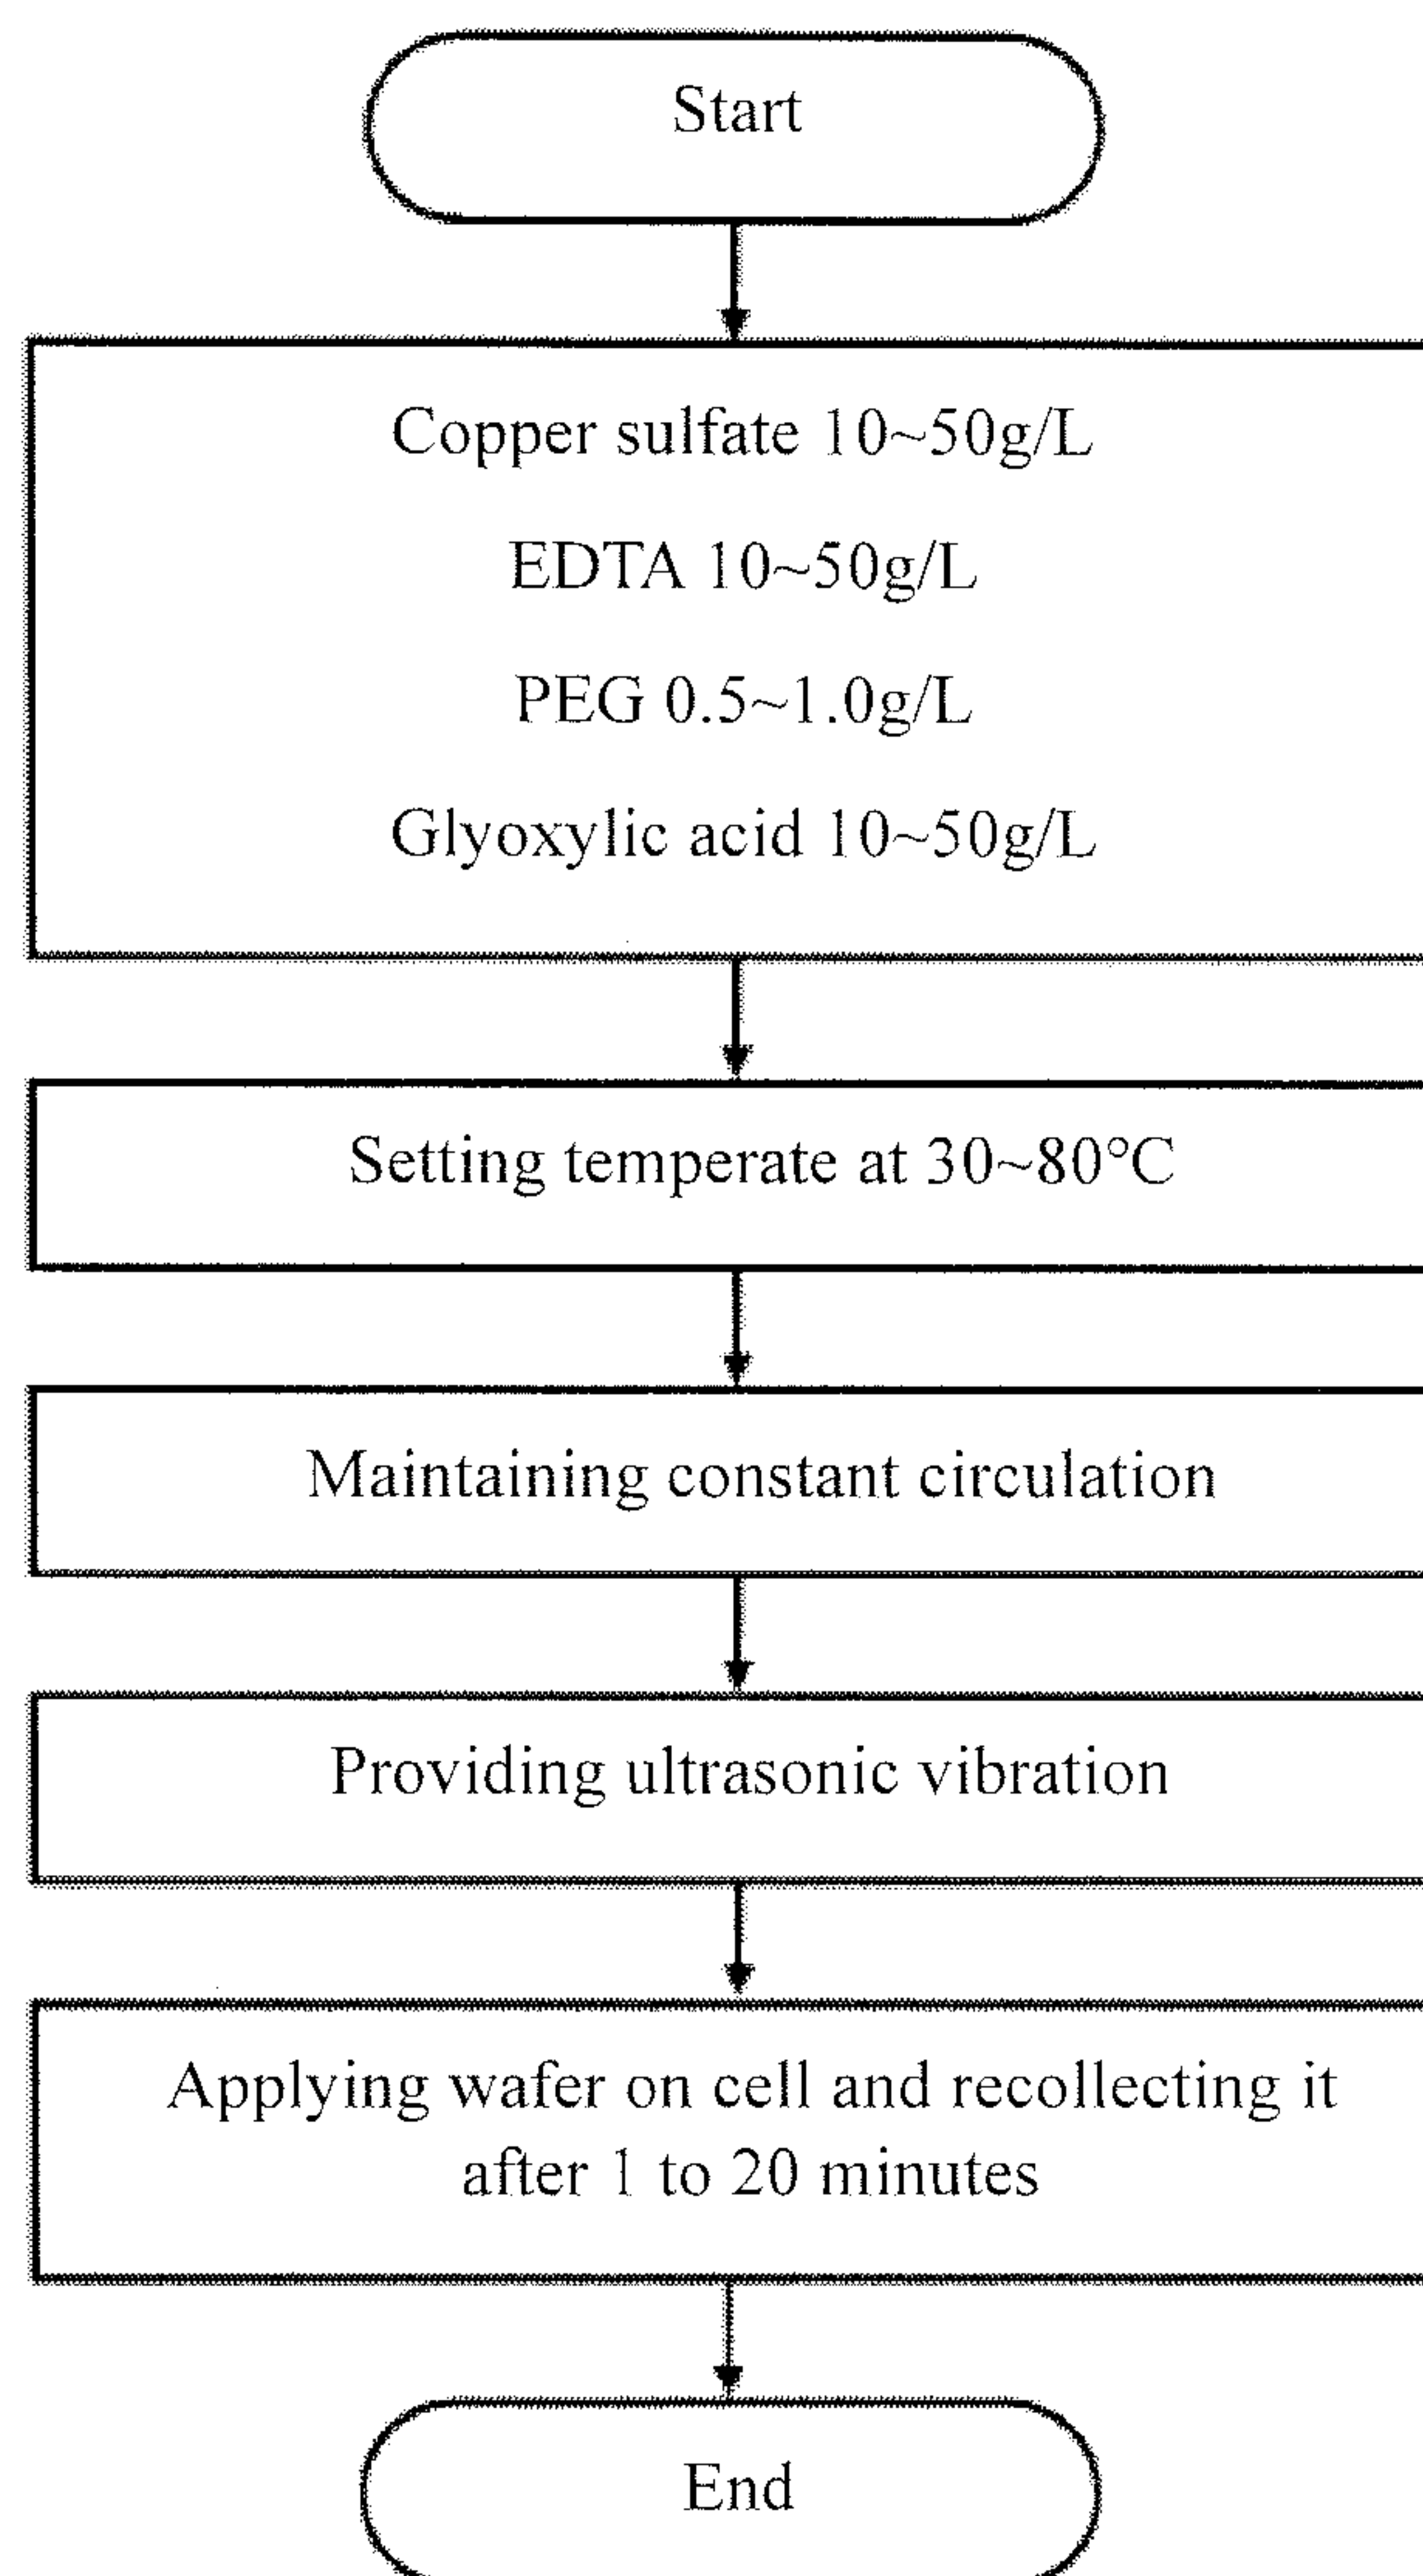 Start
Copper sulfate 10~50g/L
EDTA 10~50g/L
PEG 0.5~1.0g/L
Glyoxylic acid 10~50g/L
Setting temperate at 30~80°C
Maintaining constant circulation
Providing ultrasonic vibration
Applying wafer on cell and recollecting it
after 1 to 20 minutes
End